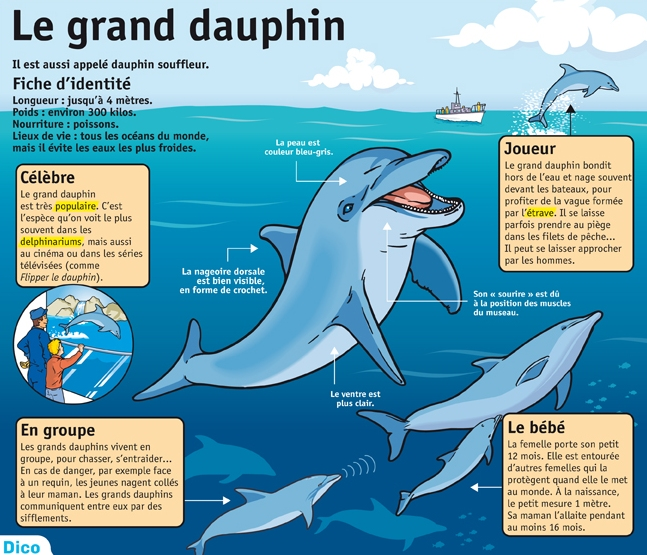 Le grand dauphin
Il est aussi appelé dauphin souffleur.
Fiche d'identité
Longueur : jusqu'à 4 mètres.
Poids : environ 300 kilos.
Nourriture : poissons.
Lieux de vie : tous les océans du monde,
mais il évite les eaux les plus froides.
Célèbre
Le grand dauphin
est très populaire. C'est
l'espèce qu'on voit le plus
souvent dans les
delphinariums, mais aussi
au cinéma ou dans les séries
télévisées (comme
Flipper le dauphin).
La peau est
couleur bleu-gris.
La nageoire dorsale
est bien visible,
en forme de crochet.
Joueur
Le grand dauphin bondit
hors de l'eau et nage souvent
devant les bateaux, pour
profiter de la vague formée
par l'étrave. Il se laisse
parfois prendre au piège
dans les filets de pêche...
Il peut se laisser approcher
par les hommes.
Son « sourire » est dû
à la position des muscles
du museau.
Le ventre est
plus clair.
En groupe
Les grands dauphins vivent en
groupe, pour chasser, s'entraider...
En cas de danger, par exemple face
à un requin, les jeunes nagent collés
à leur maman. Les grands dauphins
communiquent entre eux par des
sifflements.
Le bébé
La femelle porte son petit
12 mois. Elle est entourée
d'autres femelles qui la
protègent quand elle le met
au monde. À la naissance,
le petit mesure 1 mètre.
Sa maman l'allaite pendant
au moins 16 mois.
Dico